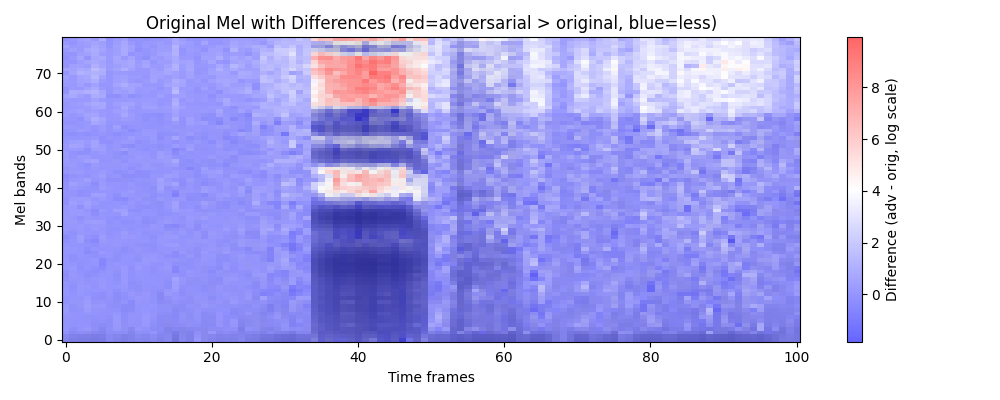 Original Mel with Differences (red=adversarial > original, blue=less)
Mel bands
70
60
50
40
30
20
10
0
0 20 40 60 80 100
Time frames
8
6
4
2
0
Difference (adv - orig, log scale)